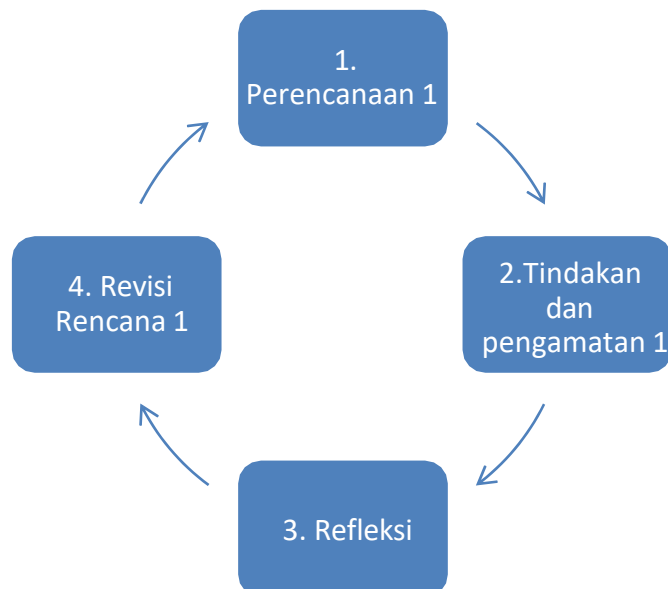 1.
Perencanaan 1
2.Tindakan
dan
pengamatan 1
3. Refleksi
4. Revisi
Rencana 1